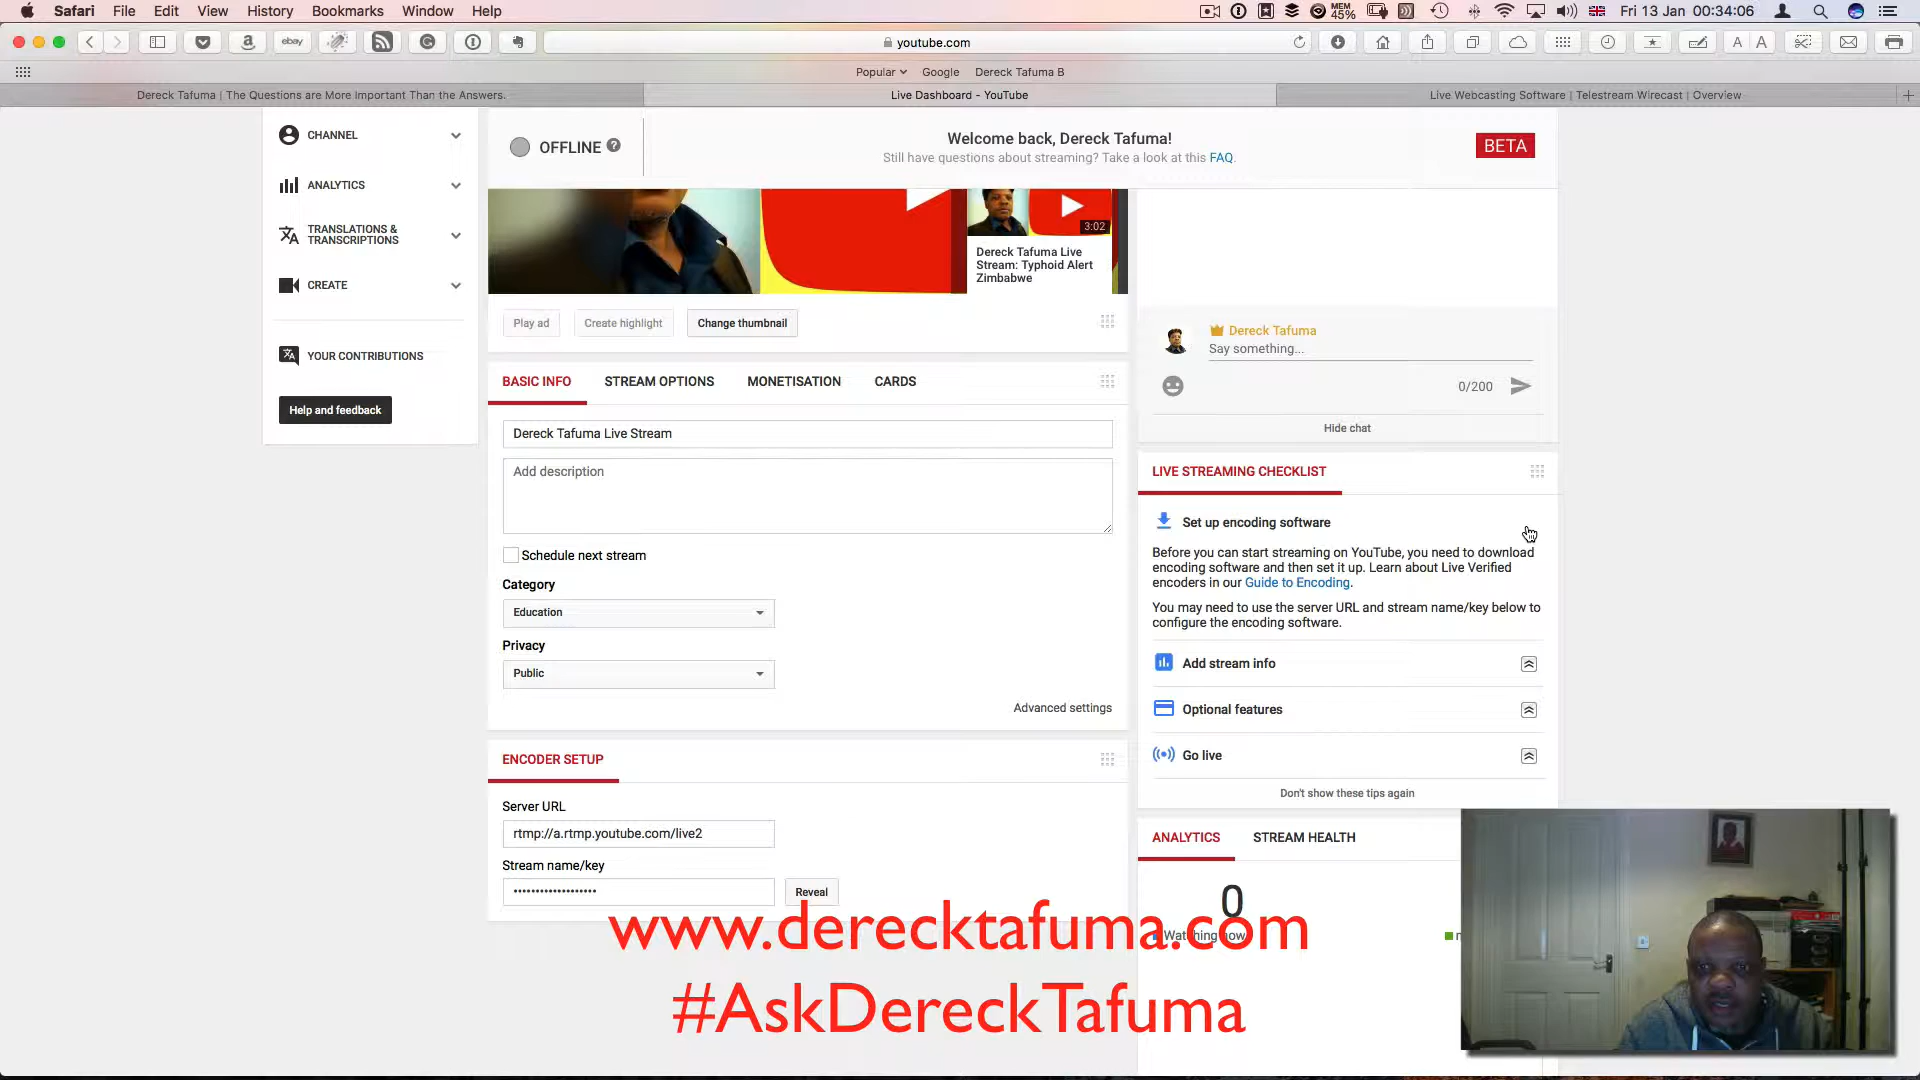 Safari File Edit View History Bookmarks Window Help
MEM 45%
Fri 13 Jan 00:34:06
ebay
youtube.com
A A
Popular Google Dereck Tafuma B
Dereck Tafuma | The Questions are More Important Than the Answers.
Live Dashboard - YouTube
Live Webcasting Software | Telestream Wirecast | Overview
CHANNEL
ANALYTICS
TRANSLATIONS &
TRANSCRIPTIONS
CREATE
YOUR CONTRIBUTIONS
Help and feedback
OFFLINE ?
Welcome back, Dereck Tafuma!
Still have questions about streaming? Take a look at this FAQ.
BETA
3:02
Dereck Tafuma Live
Stream: Typhoid Alert
Zimbabwe
Play ad
Create highlight
Change thumbnail
BASIC INFO STREAM OPTIONS MONETISATION CARDS
Dereck Tafuma Live Stream
Add description
Schedule next stream
Category
Education
Privacy
Public
Advanced settings
ENCODER SETUP
Server URL
rtmp://a.rtmp.youtube.com/live2
Stream name/key
Reveal
Dereck Tafuma
Say something...
0/200
Hide chat
LIVE STREAMING CHECKLIST
Set up encoding software
Before you can start streaming on YouTube, you need to download
encoding software and then set it up. Learn about Live Verified
encoders in our Guide to Encoding.
You may need to use the server URL and stream name/key below to
configure the encoding software.
Add stream info
Optional features
Go live
Don't show these tips again
ANALYTICS STREAM HEALTH
0
Watching now
www.derecktafuma.com
#AskDereckTafuma